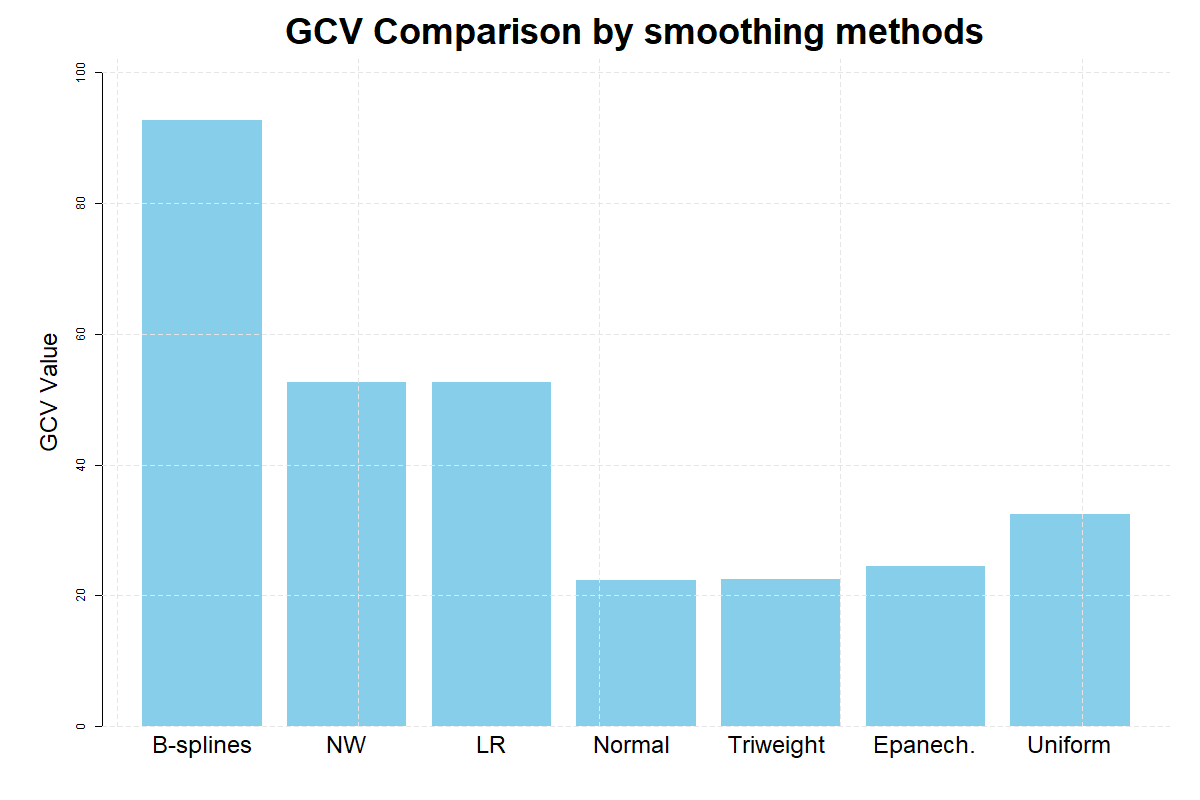 GCV Comparison by smoothing methods
GCV Value
100
80
60
40
20
0
B-splines NW LR Normal Triweight Epanech. Uniform